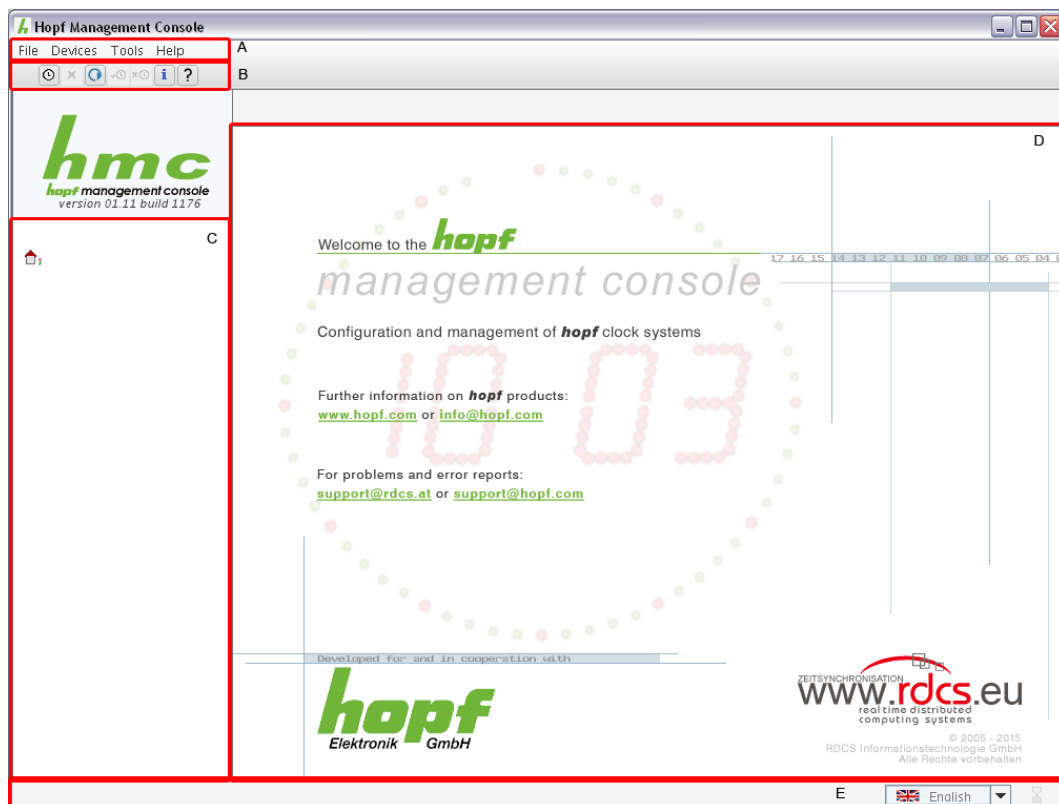 Hopf Management Console
File Devices Tools Help
A
?
B
hmc
hopf management console
version 01.11 build 1176
C
D
Welcome to the hopf
management console
17 16 15 14 13 12 11 10 09 08 07 06 05 04
Configuration and management of hopf clock systems
10 03
Further information on hopf products:
www.hopf.com or info@hopf.com
For problems and error reports:
support@rdcs.at or support@hopf.com
Developed for and in cooperation with
hopf
Elektronik GmbH
ZEITSYNCHRONISATION
www.rdcs.eu
real time distributed
computing systems
© 2005 - 2015
RDCS Informationstechnologie GmbH
Alle Rechte vorbehalten
E
English